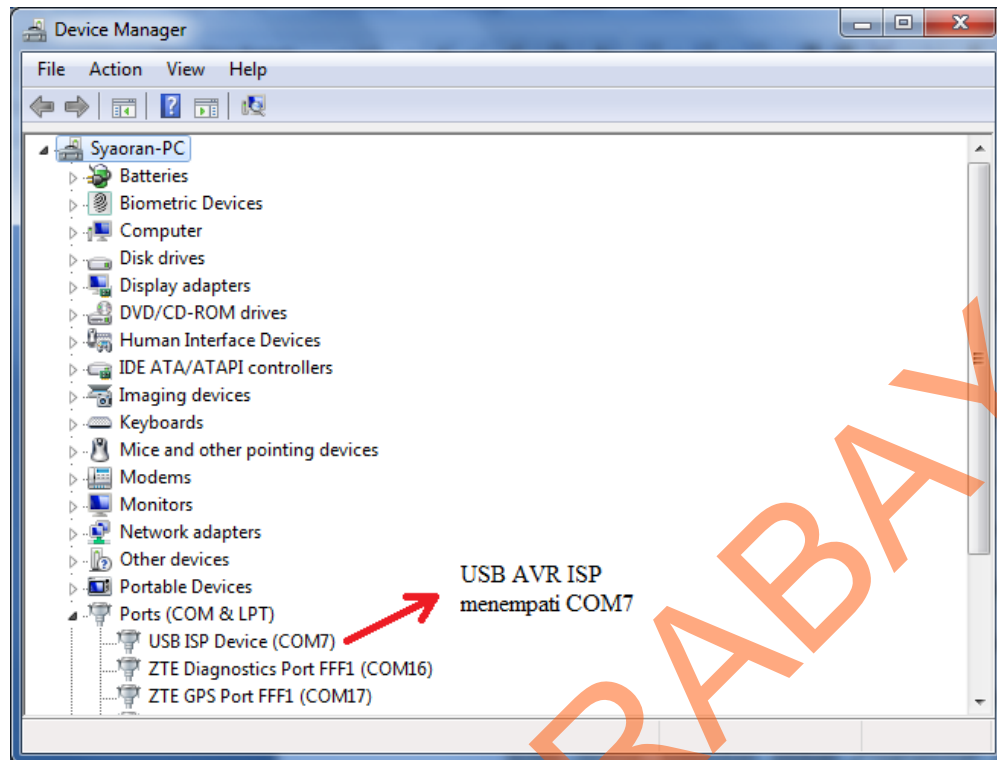 Device Manager
File Action View Help
Syaoran-PC
Batteries
Biometric Devices
Computer
Disk drives
Display adapters
DVD/CD-ROM drives
Human Interface Devices
IDE ATA/ATAPI controllers
Imaging devices
Keyboards
Mice and other pointing devices
Modems
Monitors
Network adapters
Other devices
Portable Devices
Ports (COM & LPT)
USB ISP Device (COM7)
ZTE Diagnostics Port FFF1 (COM16)
ZTE GPS Port FFF1 (COM17)
USB AVR ISP
menempati COM7
RABAY